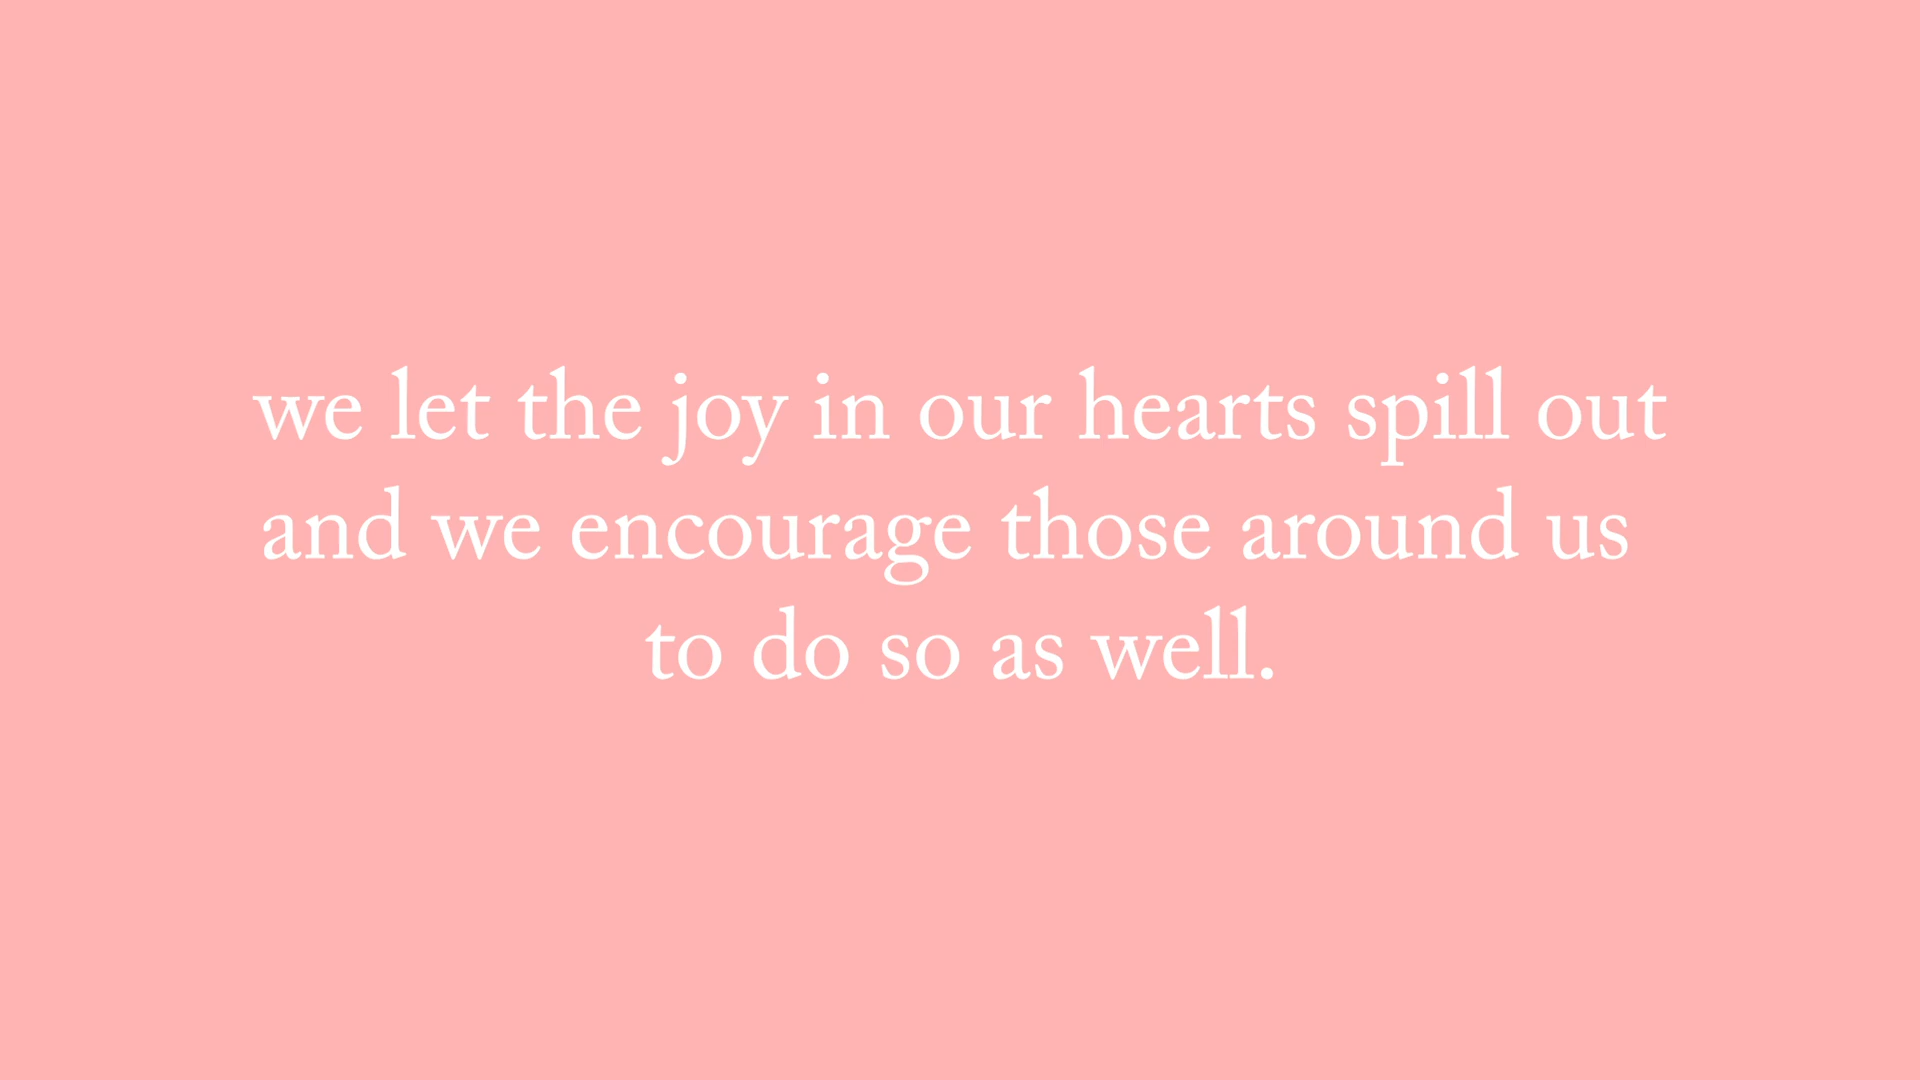 we let the joy in our hearts spill out
and we encourage those around us
to do so as well.